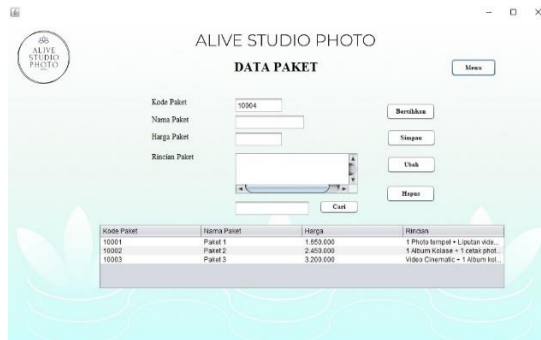 ALIVE
STUDIO
PHOTO
ALIVE STUDIO PHOTO
DATA PAKET
Menu
Kode Paket
10004
Nama Paket
Harga Paket
Rincian Paket
Bersihkan
Simpan
Ubah
Hapus
Cari
Kode Paket Nama Paket Harga Rincian
10001 Paket 1 1.650.000 1 Photo tempel + Liputan vide...
10002 Paket 2 2.450.000 1 Album Kolase + 1 cetak phot...
10003 Paket 3 3.200.000 Video Cinematic + 1 Album kol...